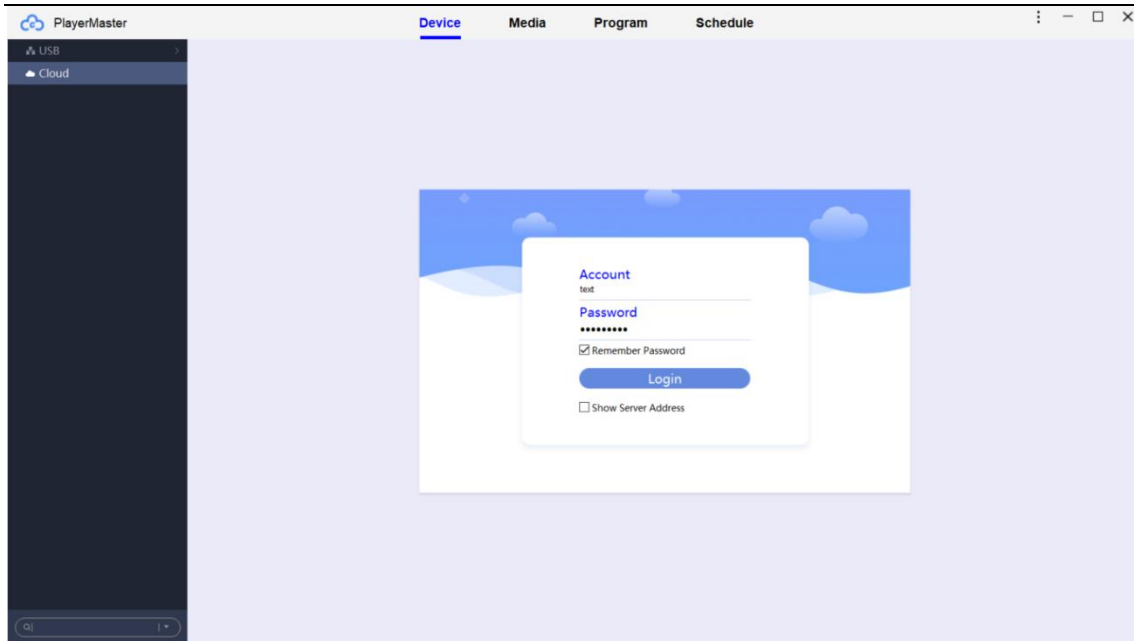 PlayerMaster
Device Media Program Schedule
USB
Cloud
Account
text
Password
•••••••••
Remember Password
Login
Show Server Address